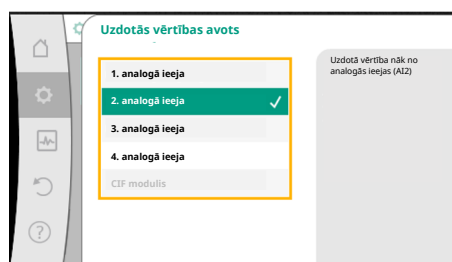 Uzdotās vērtības avots
1. analogā ieeja
2. analogā ieeja
3. analogā ieeja
4. analogā ieeja
CIF modulis
Uzdotā vērtība nāk no
analogās ieejas (AI2)